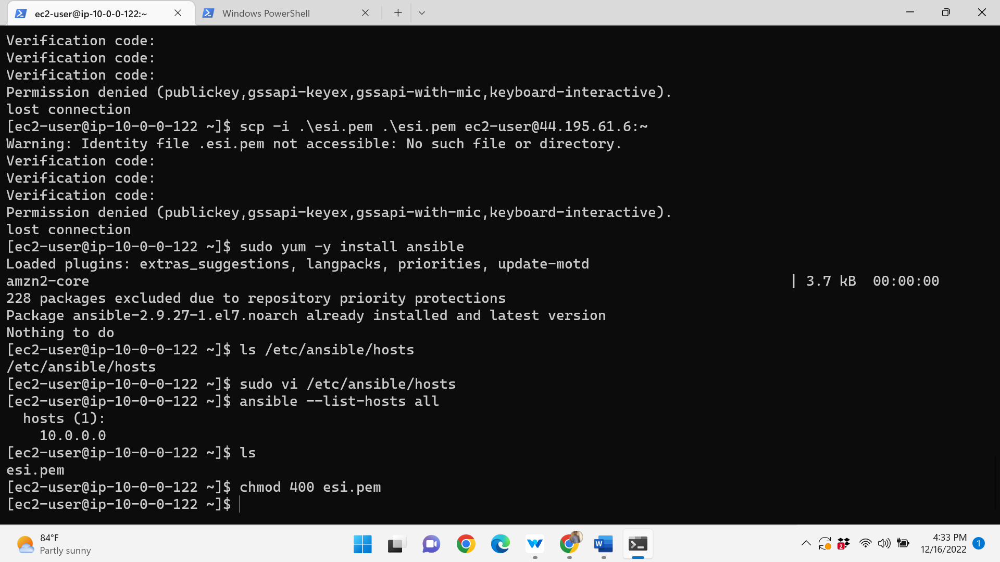 ec2-user@ip-10-0-0-122:~
Windows PowerShell
Verification code:
Verification code:
Verification code:
Permission denied (publickey,gssapi-keyex,gssapi-with-mic,keyboard-interactive).
lost connection
[ec2-user@ip-10-0-0-122 ~]$ scp -i .\esi.pem .\esi.pem ec2-user@44.195.61.6:~
Warning: Identity file .esi.pem not accessible: No such file or directory.
Verification code:
Verification code:
Verification code:
Permission denied (publickey,gssapi-keyex,gssapi-with-mic,keyboard-interactive).
lost connection
[ec2-user@ip-10-0-0-122 ~]$ sudo yum -y install ansible
Loaded plugins: extras_suggestions, langpacks, priorities, update-motd
amzn2-core | 3.7 kB 00:00:00
228 packages excluded due to repository priority protections
Package ansible-2.9.27-1.el7.noarch already installed and latest version
Nothing to do
[ec2-user@ip-10-0-0-122 ~]$ ls /etc/ansible/hosts
/etc/ansible/hosts
[ec2-user@ip-10-0-0-122 ~]$ sudo vi /etc/ansible/hosts
[ec2-user@ip-10-0-0-122 ~]$ ansible --list-hosts all
hosts (1):
10.0.0.0
[ec2-user@ip-10-0-0-122 ~]$ ls
esi.pem
[ec2-user@ip-10-0-0-122 ~]$ chmod 400 esi.pem
[ec2-user@ip-10-0-0-122 ~]$
84°F
Partly sunny
W
2
4:33 PM
12/16/2022
1